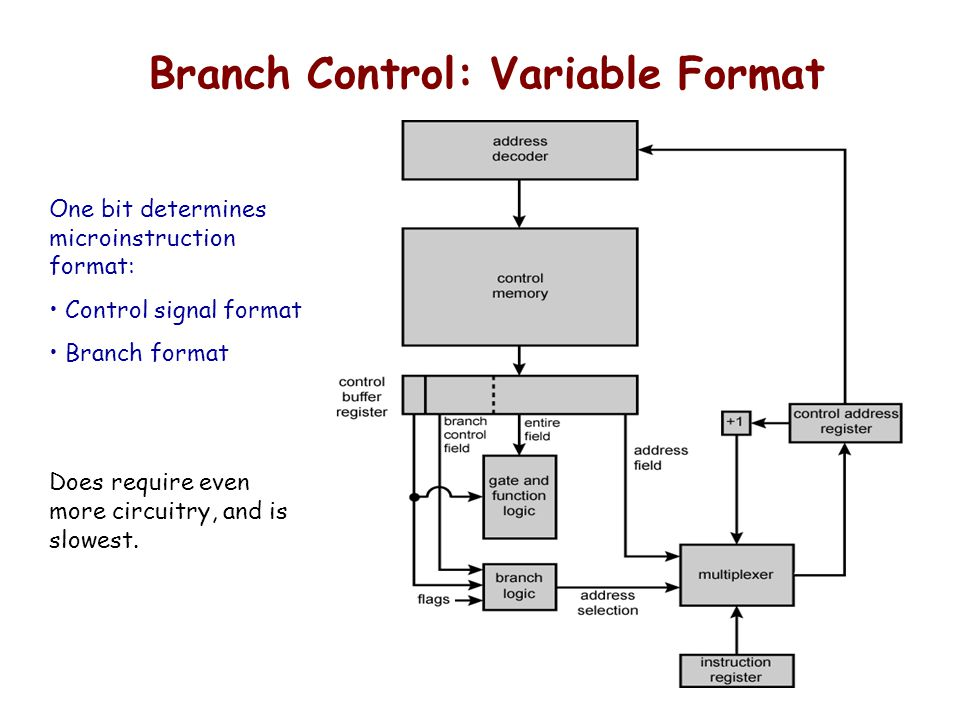 Branch Control: Variable Format
One bit determines
microinstruction
format:
• Control signal format
• Branch format
Does require even
more circuitry, and is
slowest.
address
decoder
control
memory
control
buffer
register
branch
control
field
entire
field
address
field
+1
control address
register
gate and
function
logic
branch
logic
flags
address
selection
multiplexer
instruction
register